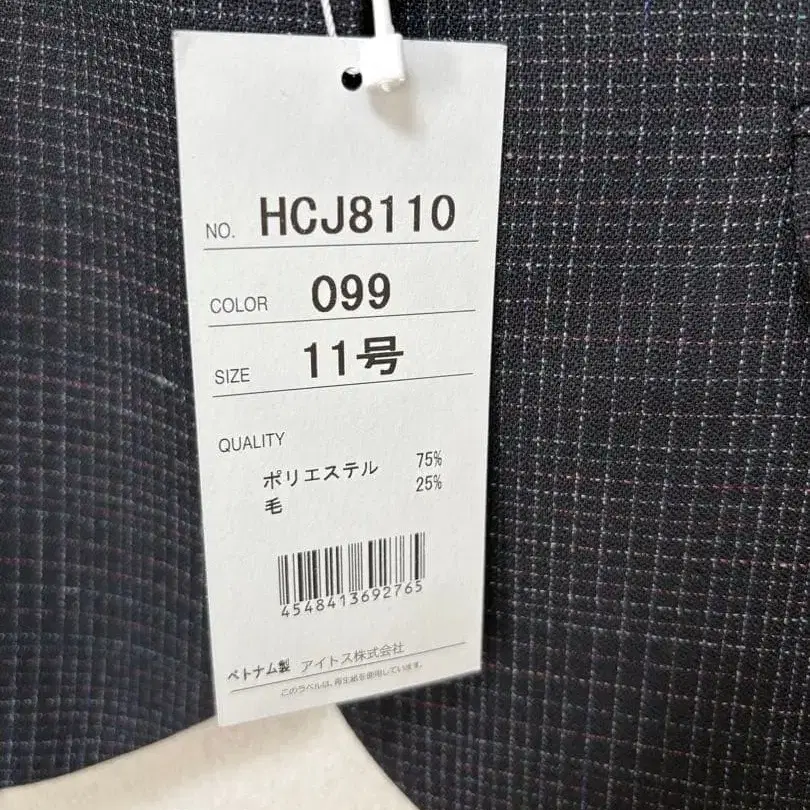 NO. HCJ8110
COLOR 099
SIZE 11号
QUALITY
ポリエステル 75%
毛 25%
4548413692765
ベトナム製 アイトス株式会社
このラベルは、再生紙を使用しています。